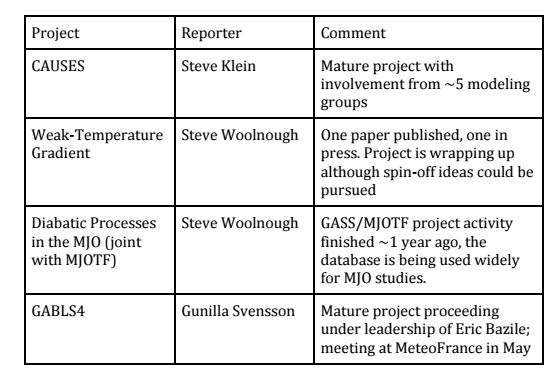 Project
Reporter
Comment
CAUSES
Steve Klein
Mature project with
involvement from ~5 modeling
groups
Weak-Temperature
Gradient
Steve Woolnough
One paper published, one in
press. Project is wrapping up
although spin-off ideas could be
pursued
Diabatic Processes
in the MJO (joint
with MJOTF)
Steve Woolnough
GASS/MJOTF project activity
finished ~1 year ago, the
database is being used widely
for MJO studies.
GABLS4
Gunilla Svensson
Mature project proceeding
under leadership of Eric Bazile;
meeting at MeteoFrance in May